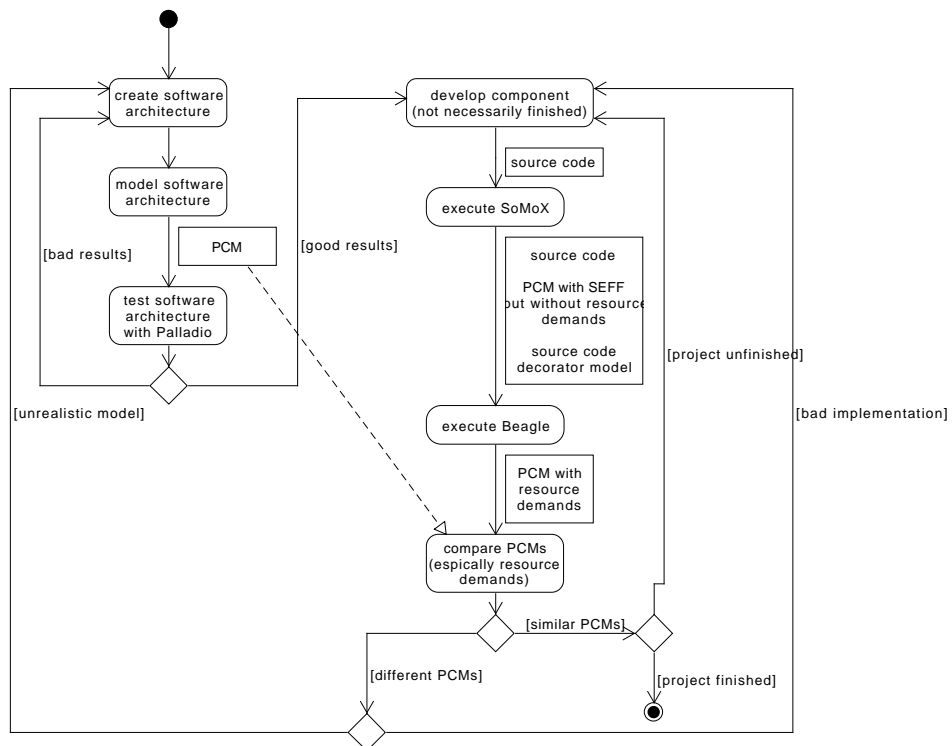 create software
architecture
model software
architecture
[bad results]
PCM
[good results]
test software
architecture
with Palladio
[unrealistic model]
develop component
(not necessarily finished)
source code
execute SoMoX
source code
PCM with SEFF
out without resource
demands
source code
decorator model
[project unfinished]
[bad implementation]
execute Beagle
PCM with
resource
demands
compare PCMs
(espically resource
demands)
[similar PCMs]
[different PCMs]
[project finished]